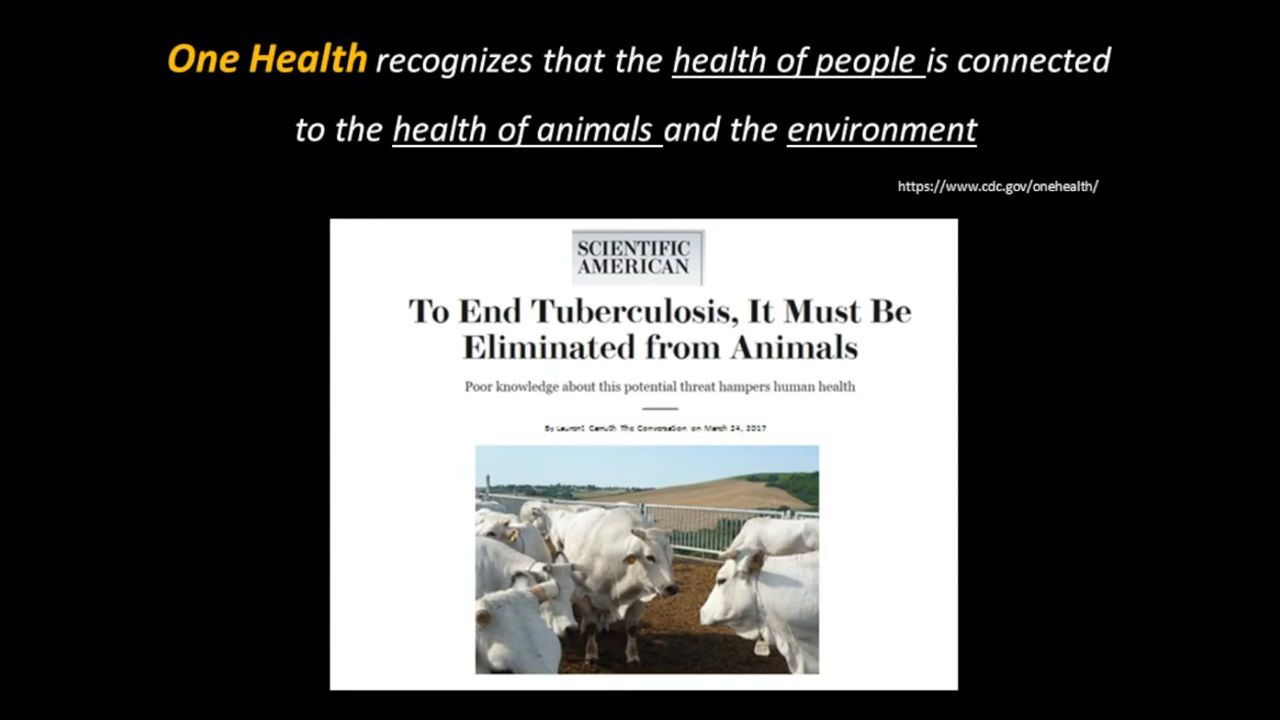 One Health recognizes that the health of people is connected
to the health of animals and the environment
https://www.cdc.gov/onehealth/
SCIENTIFIC
AMERICAN
To End Tuberculosis, It Must Be
Eliminated from Animals
Poor knowledge about this potential threat hampers human health
By Laurent The Conversation on March 24, 2017